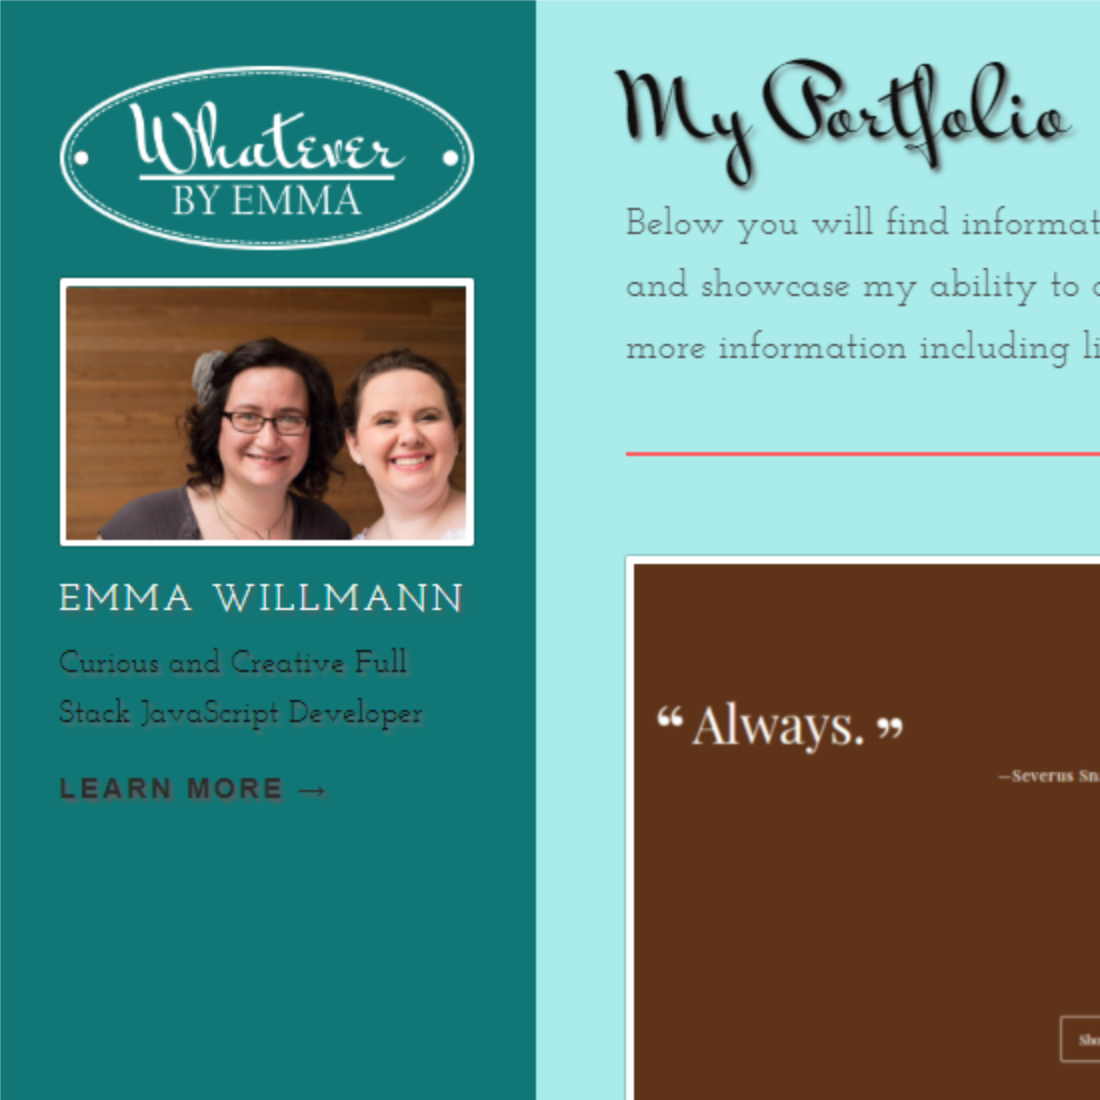 Whatever
BY EMMA
EMMA WILLMANN
Curious and Creative Full
Stack JavaScript Developer
LEARN MORE →
My Portfolio
Below you will find informat
and showcase my ability to
more information including li
“ Always. ”
—Severus Sn
Sho